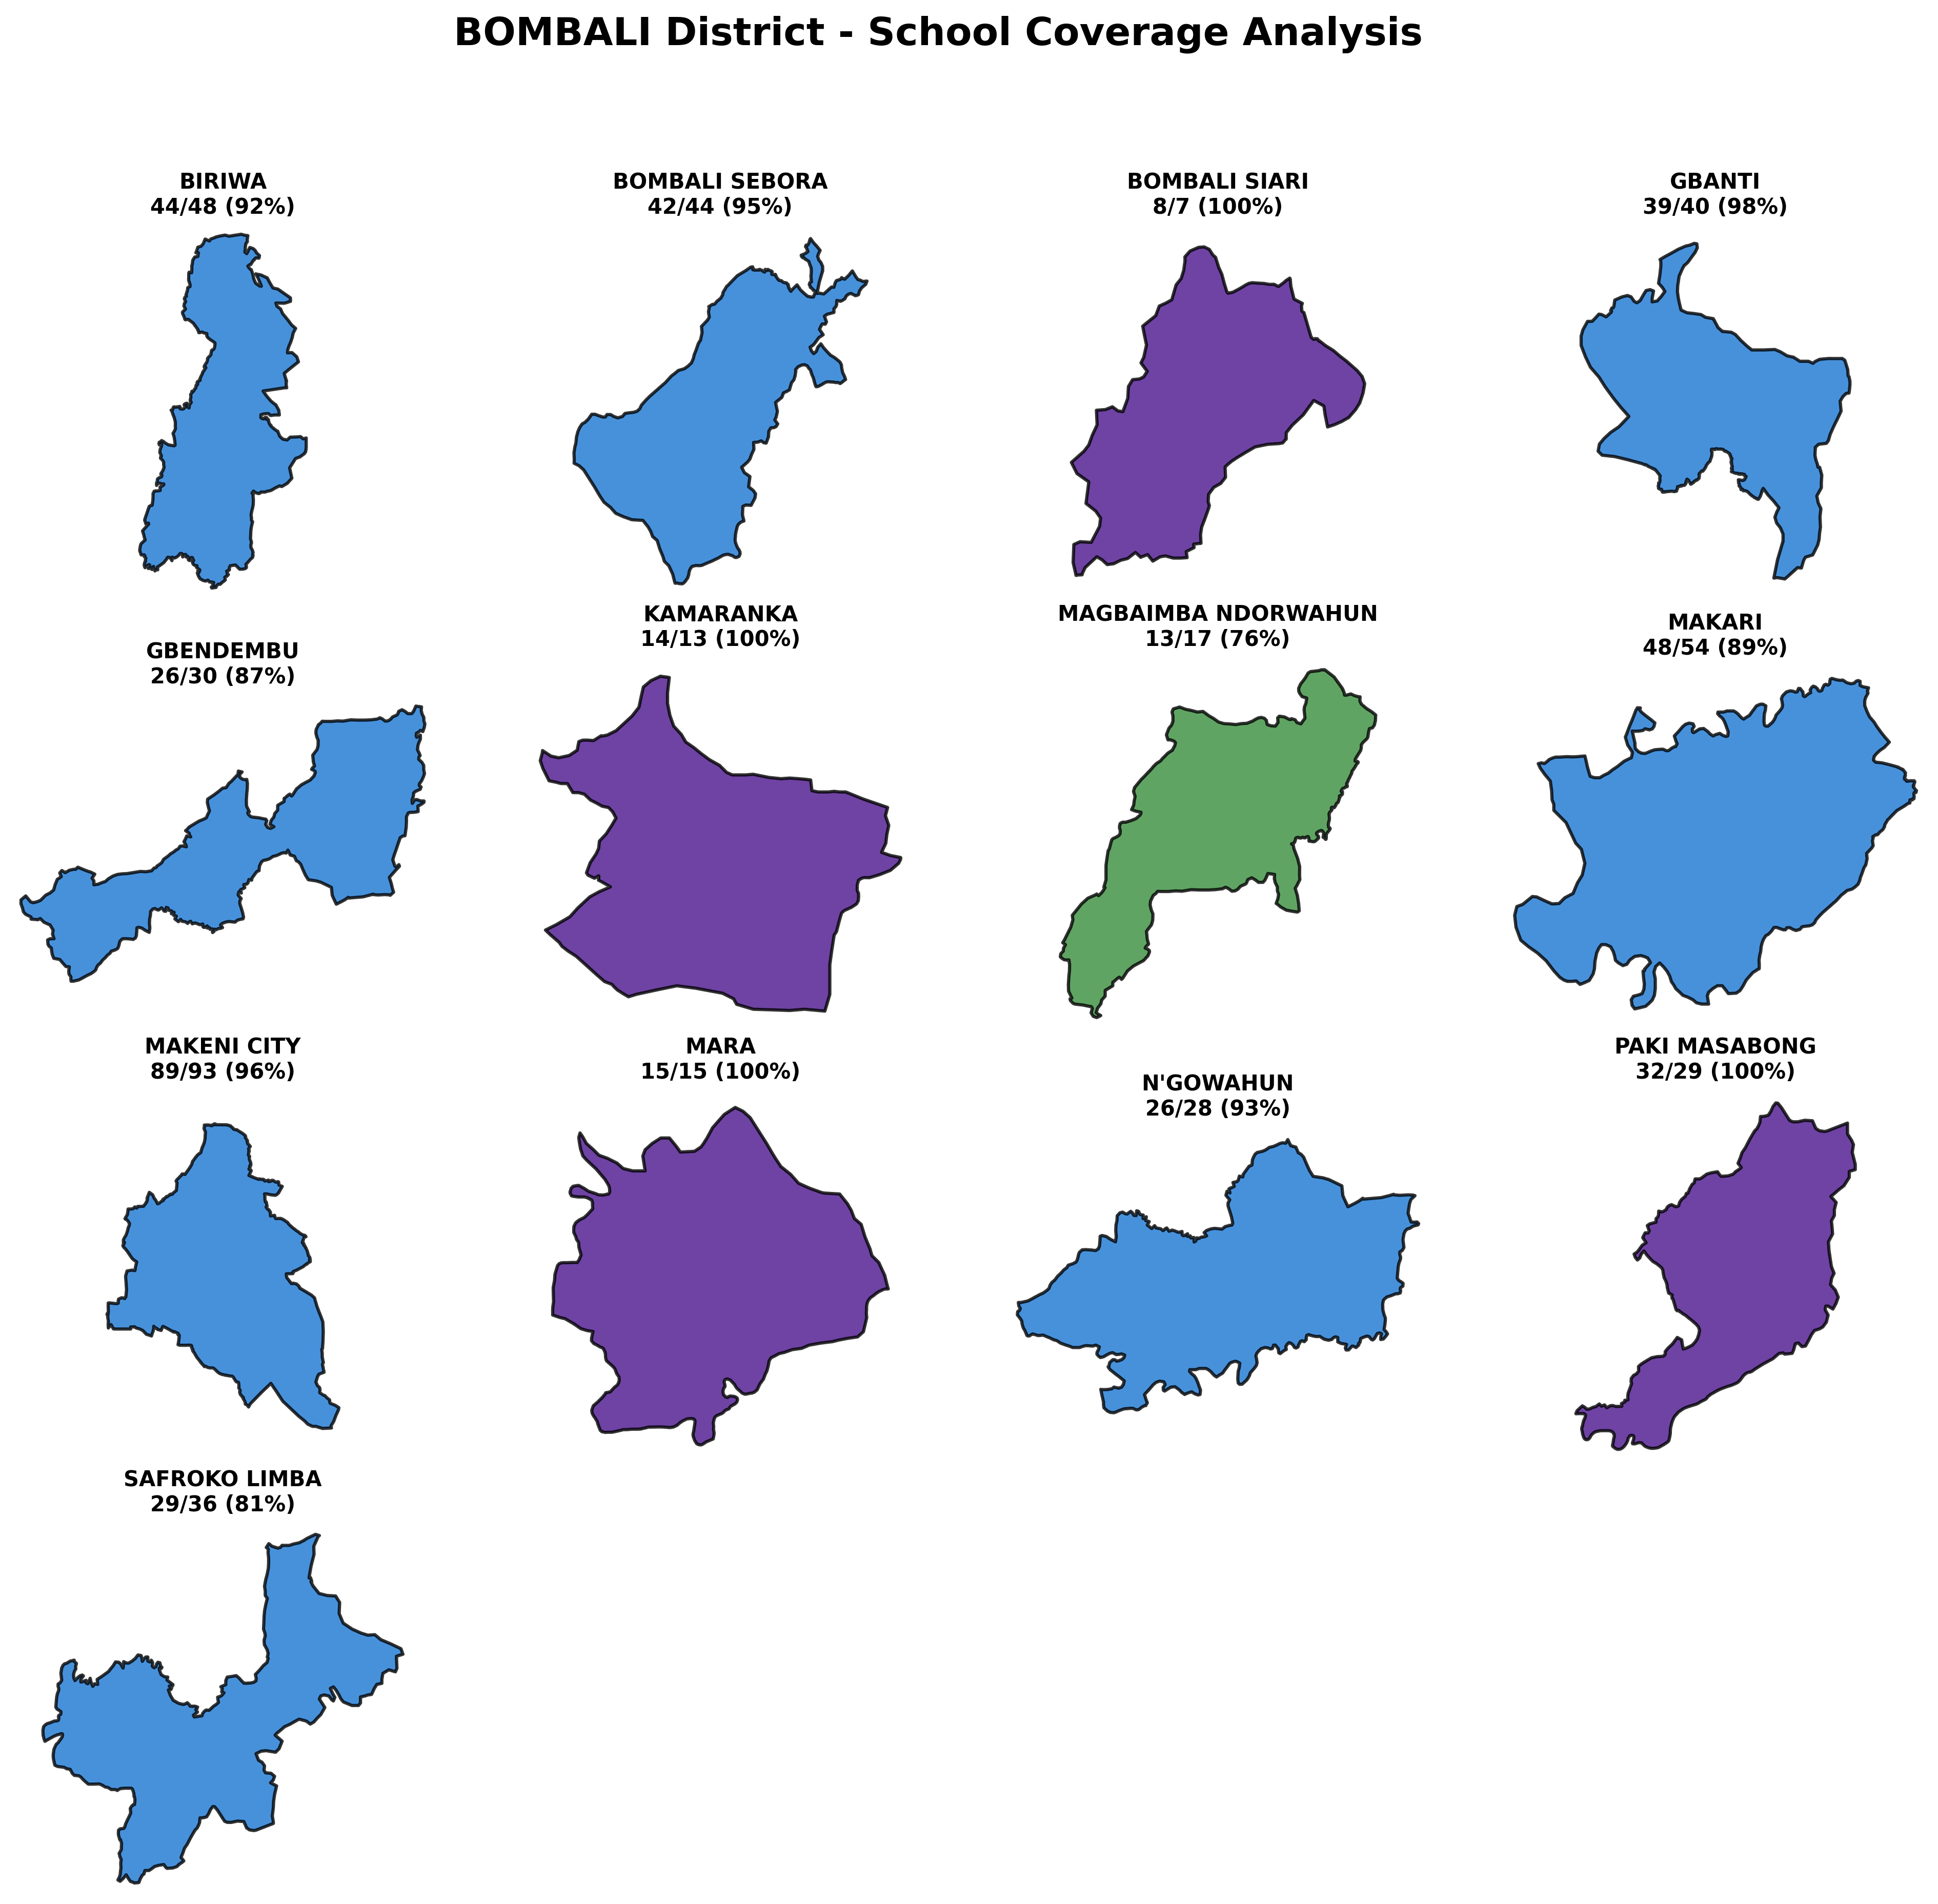 BOMBALI District - School Coverage Analysis
BIRIWA
44/48 (92%)
BOMBALI SEBORA
42/44 (95%)
BOMBALI SIARI
8/7 (100%)
GBANTI
39/40 (98%)
GBENDEMBU
26/30 (87%)
KAMARANKA
14/13 (100%)
MAGBAIMBA NDORWAHUN
13/17 (76%)
MAKARI
48/54 (89%)
MAKENI CITY
89/93 (96%)
MARA
15/15 (100%)
N'GOWAHUN
26/28 (93%)
PAKI MASABONG
32/29 (100%)
SAFROKO LIMBA
29/36 (81%)